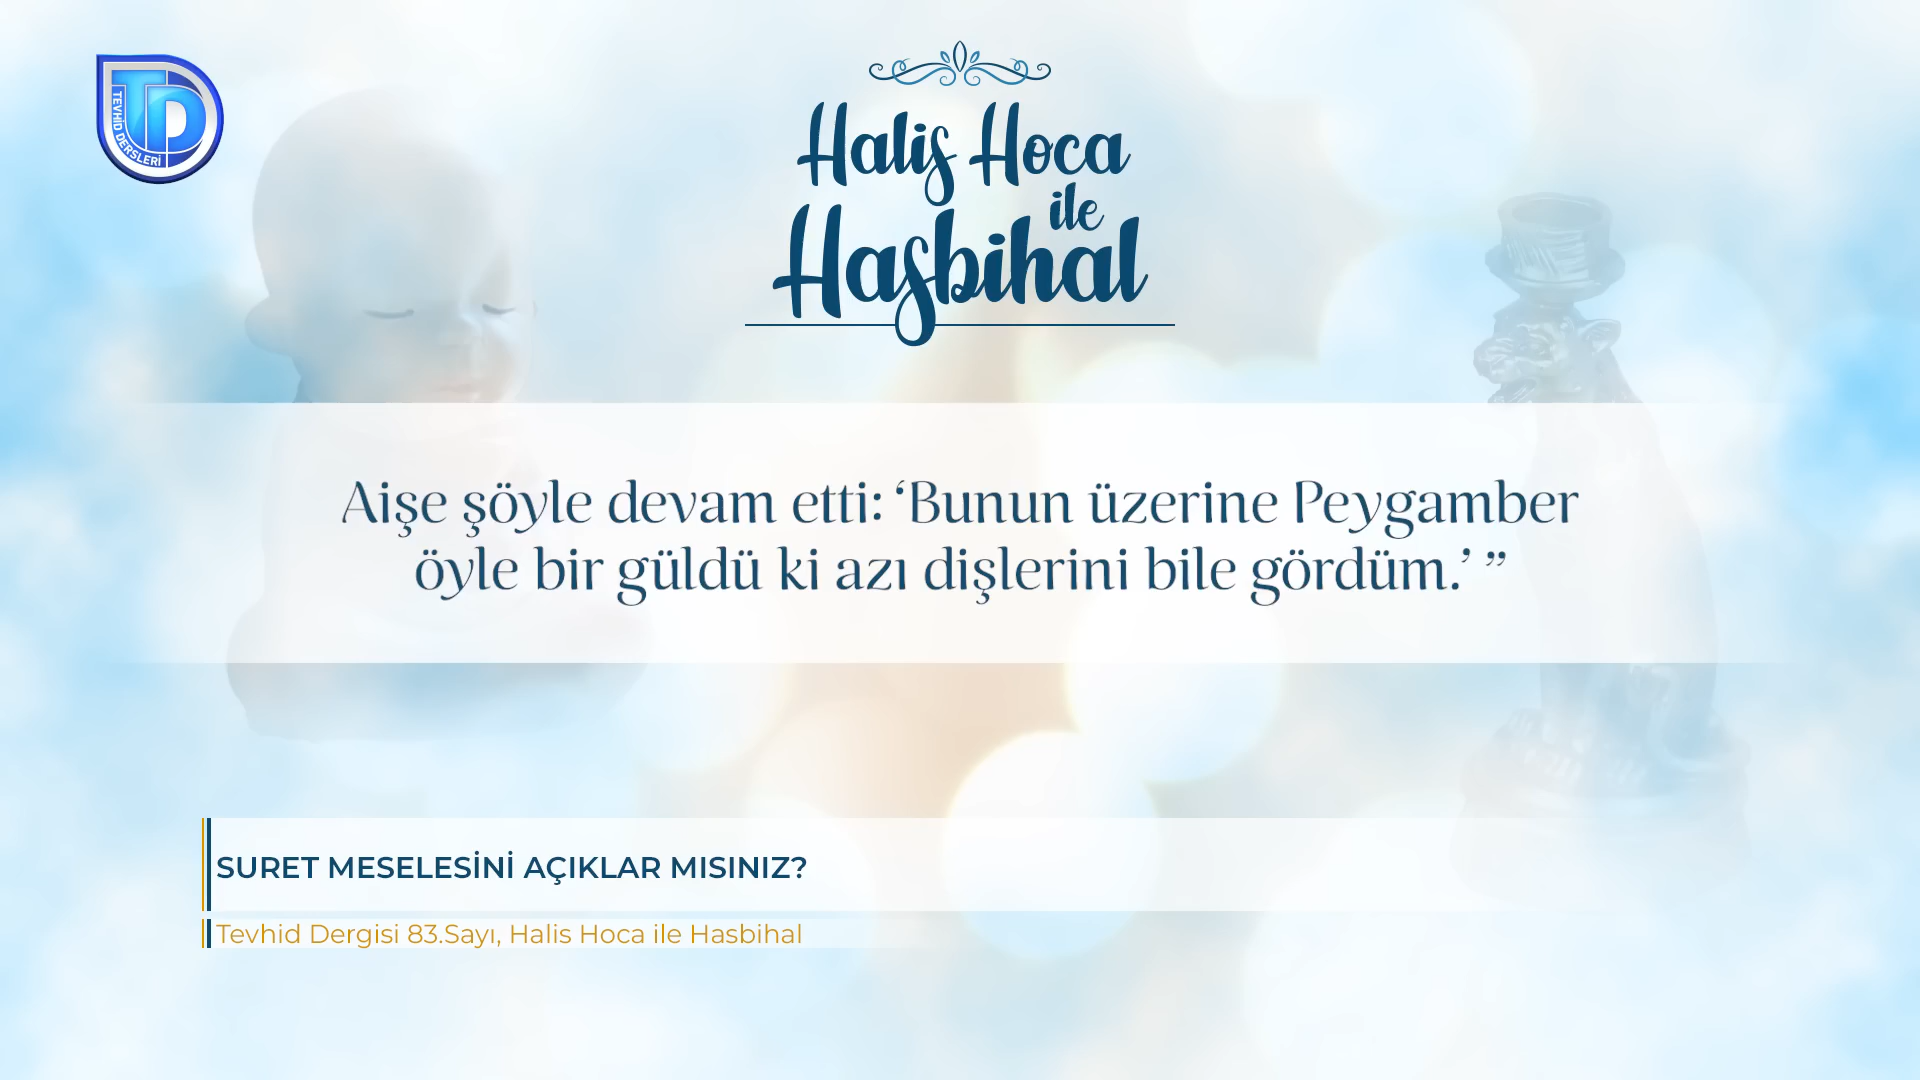 TD
TEVHİD DERSLERİ
Halis Hoca
ile
Hasbihal
Aişe şöyle devam etti: ‘Bunun üzerine Peygamber
öyle bir güldü ki azı dişlerini bile gördüm.’ ”
SURET MESELESİNİ AÇIKLAR MISINIZ?
Tevhid Dergisi 83.Sayı, Halis Hoca ile Hasbihal